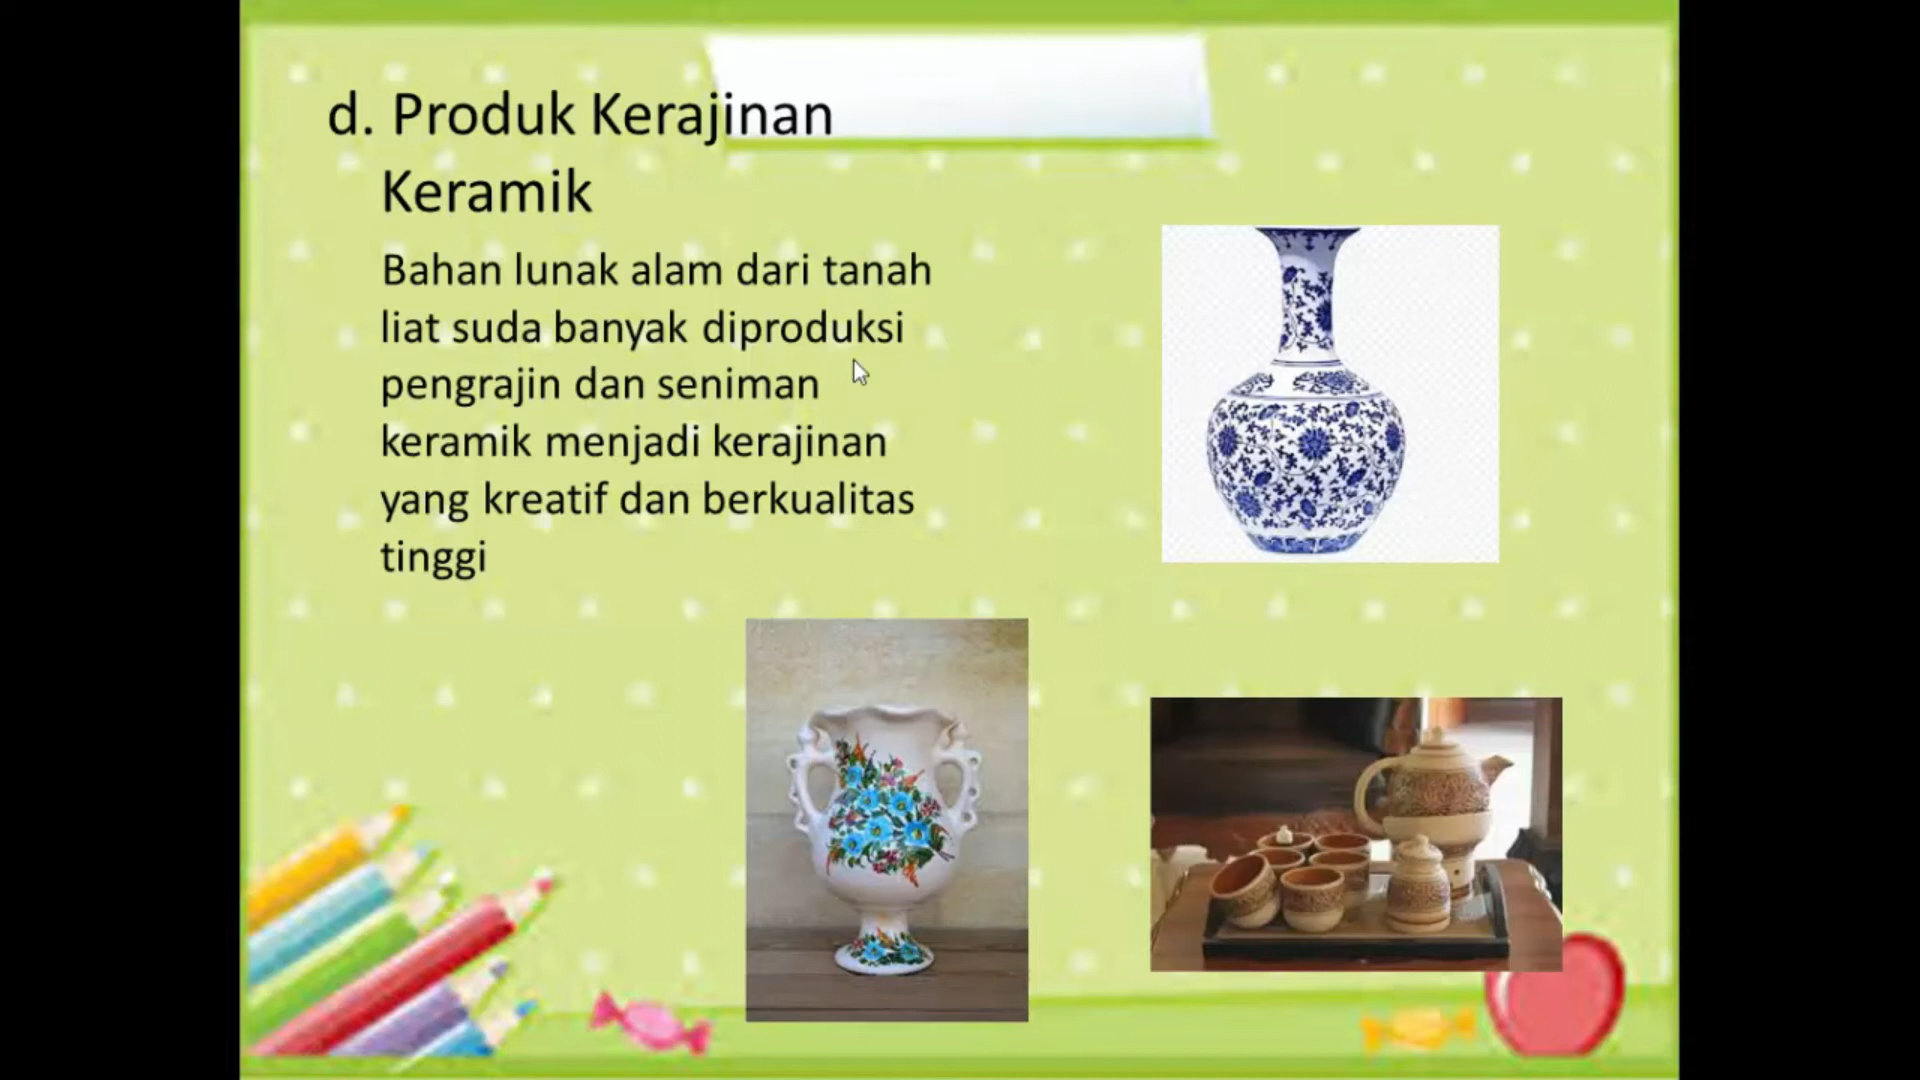 d. Produk Kerajinan
Keramik
Bahan lunak alam dari tanah
liat suda banyak diproduksi
pengrajin dan seniman
keramik menjadi kerajinan
yang kreatif dan berkualitas
tinggi